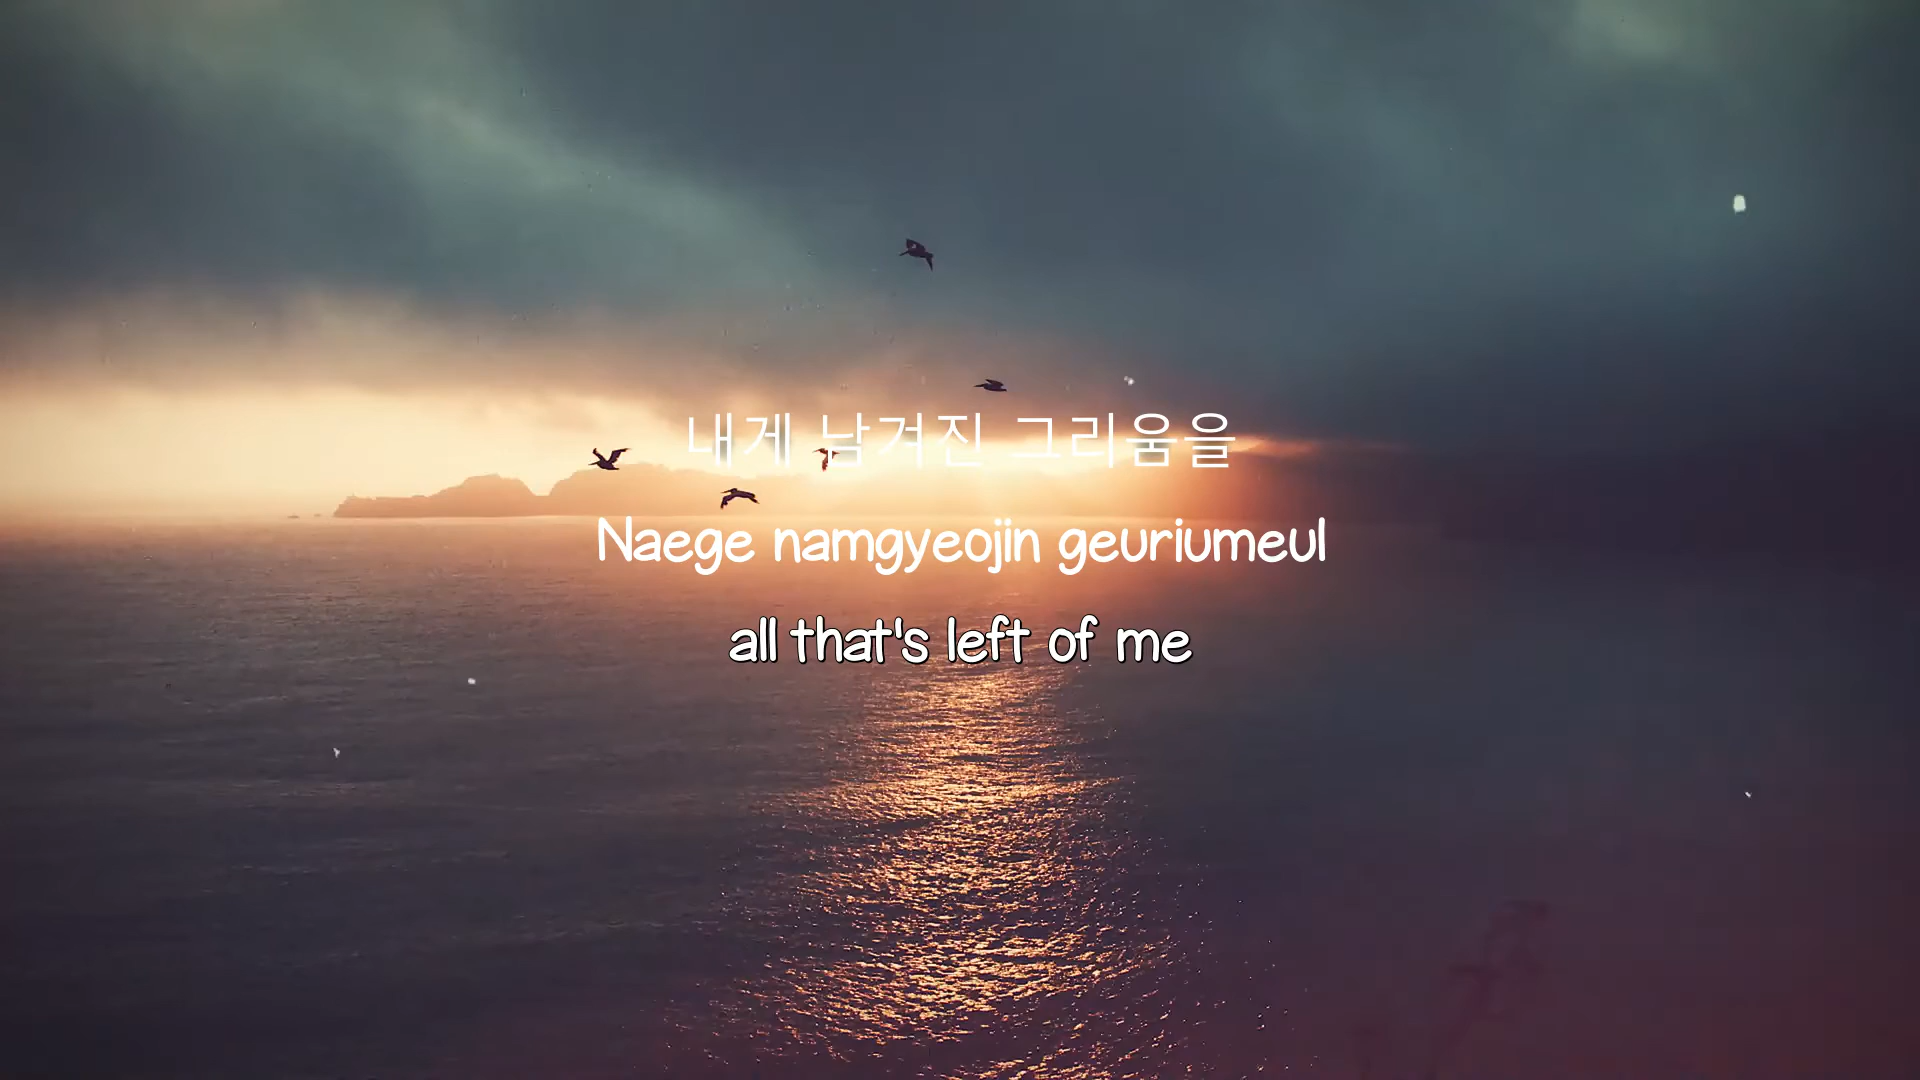 내게 남겨진 그리움을
Naege namgyeojin geuriumeul
all that's left of me